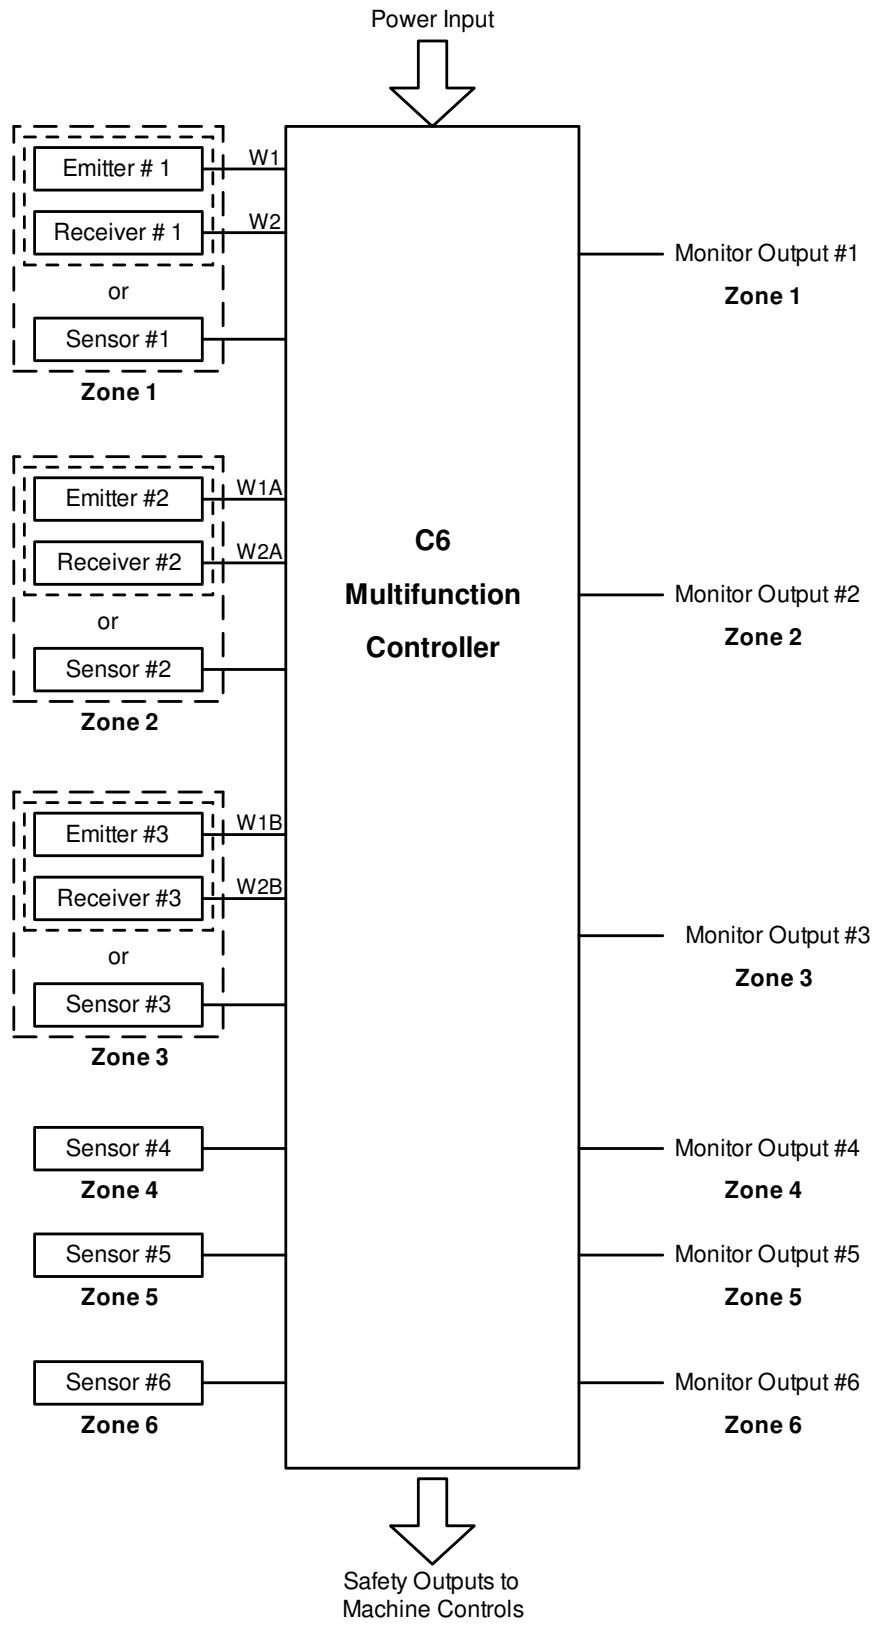 Power Input
Emitter # 1
W1
Receiver # 1
W2
or
Sensor #1
Zone 1
Monitor Output #1
Zone 1
Emitter #2
W1A
Receiver #2
W2A
or
Sensor #2
Zone 2
C6
Multifunction
Controller
Monitor Output #2
Zone 2
Emitter #3
W1B
Receiver #3
W2B
or
Sensor #3
Zone 3
Monitor Output #3
Zone 3
Sensor #4
Zone 4
Monitor Output #4
Zone 4
Sensor #5
Zone 5
Monitor Output #5
Zone 5
Sensor #6
Zone 6
Monitor Output #6
Zone 6
Safety Outputs to
Machine Controls